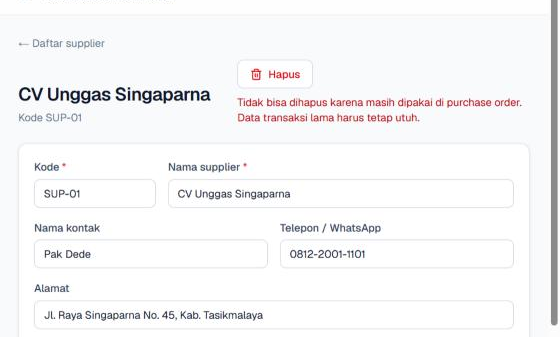 ← Daftar supplier
Hapus
CV Unggas Singaparna
Tidak bisa dihapus karena masih dipakai di purchase order.
Kode SUP-01
Data transaksi lama harus tetap utuh.
Kode *
Nama supplier *
SUP-01
CV Unggas Singaparna
Nama kontak
Telepon / WhatsApp
Pak Dede
0812-2001-1101
Alamat
Jl. Raya Singaparna No. 45, Kab. Tasikmalaya